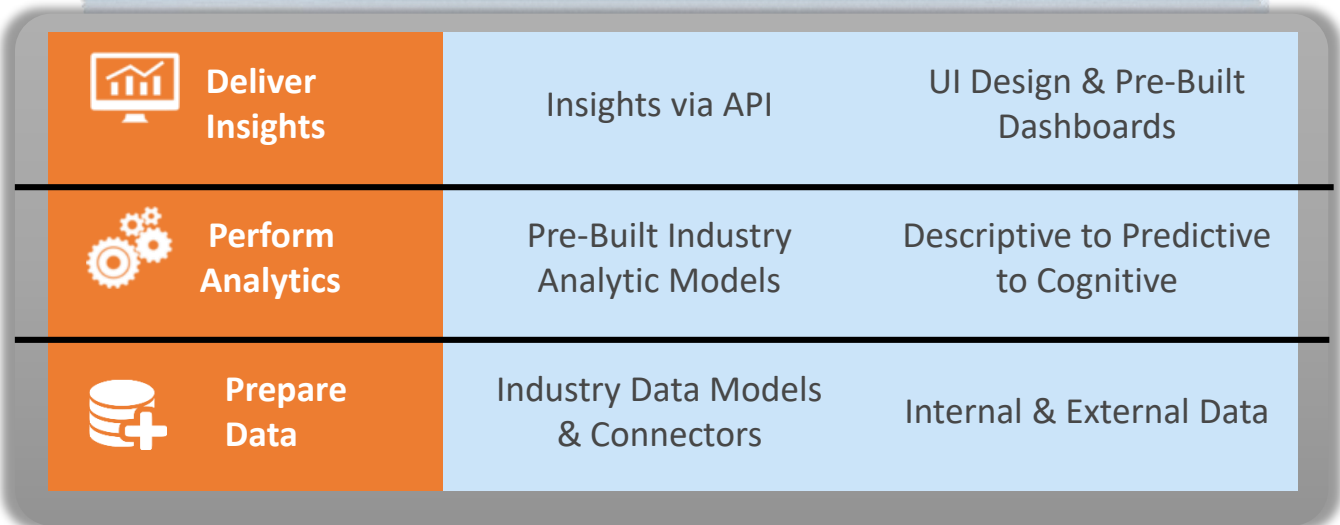 Deliver
Insights
Insights via API
UI Design & Pre-Built
Dashboards
Perform
Analytics
Pre-Built Industry
Analytic Models
Descriptive to Predictive
to Cognitive
Prepare
Data
Industry Data Models
& Connectors
Internal & External Data